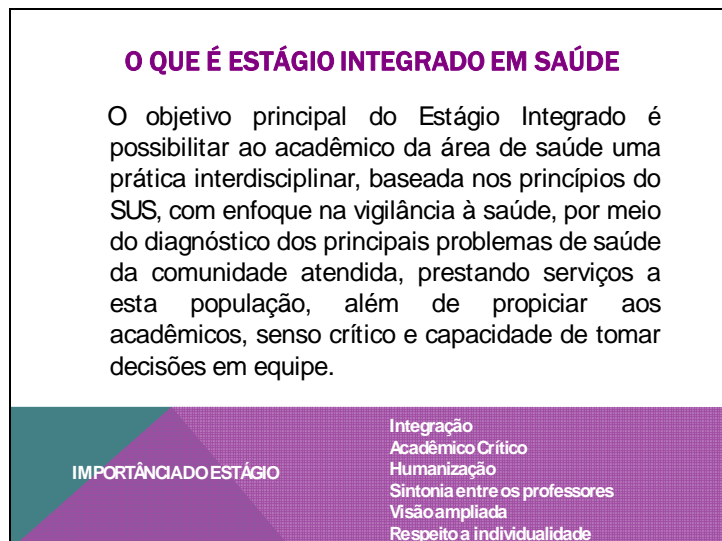 O QUE É ESTÁGIO INTEGRADO EM SAÚDE
O objetivo principal do Estágio Integrado é
possibilitar ao acadêmico da área de saúde uma
prática interdisciplinar, baseada nos princípios do
SUS, com enfoque na vigilância à saúde, por meio
do diagnóstico dos principais problemas de saúde
da comunidade atendida, prestando serviços a
esta população, além de propiciar aos
acadêmicos, senso crítico e capacidade de tomar
decisões em equipe.
IMPORTÂNCIA DO ESTÁGIO
Integração
Acadêmico Crítico
Humanização
Sintonia entre os professores
Visão ampliada
Respeito a individualidade